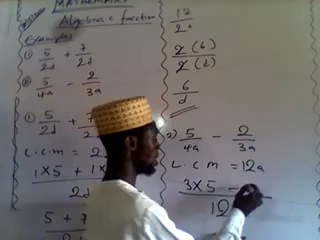 MATHEMATICS
Algebraic fraction
Examples
① 5/2d + 7/2d
② 5/4a - 2/3a
① 5/2d + 7/
L.C.M = 2
1×5 + 1×
2d
5 + 7
12/2d
2(6)/2(d)
6/d
2) 5/4a - 2/3a
L.C.M = 12a
3×5 -
12